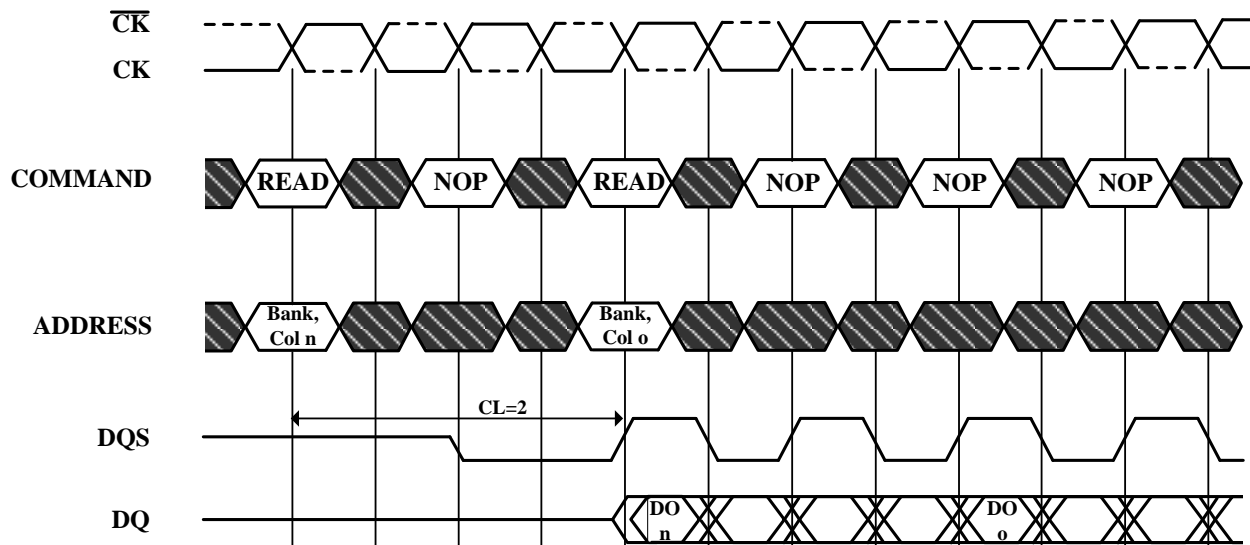 C̅K̅
CK
COMMAND
READ
NOP
READ
NOP
NOP
NOP
ADDRESS
Bank,
Col n
Bank,
Col o
CL=2
DQS
DQ
DO
n
DO
o